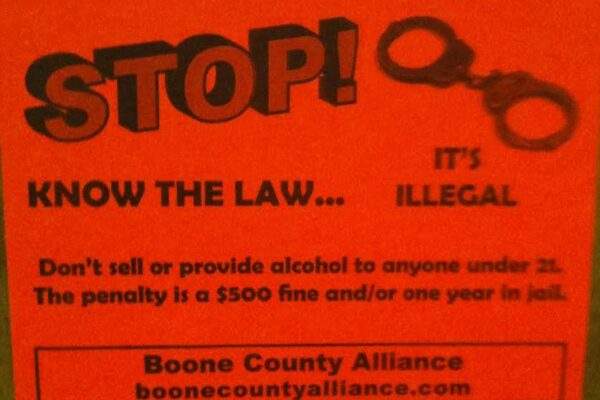 STOP!
IT'S
ILLEGAL
KNOW THE LAW...
Don't sell or provide alcohol to anyone under 21.
The penalty is a $500 fine and/or one year in jail.
Boone County Alliance
boonecountyalliance.com